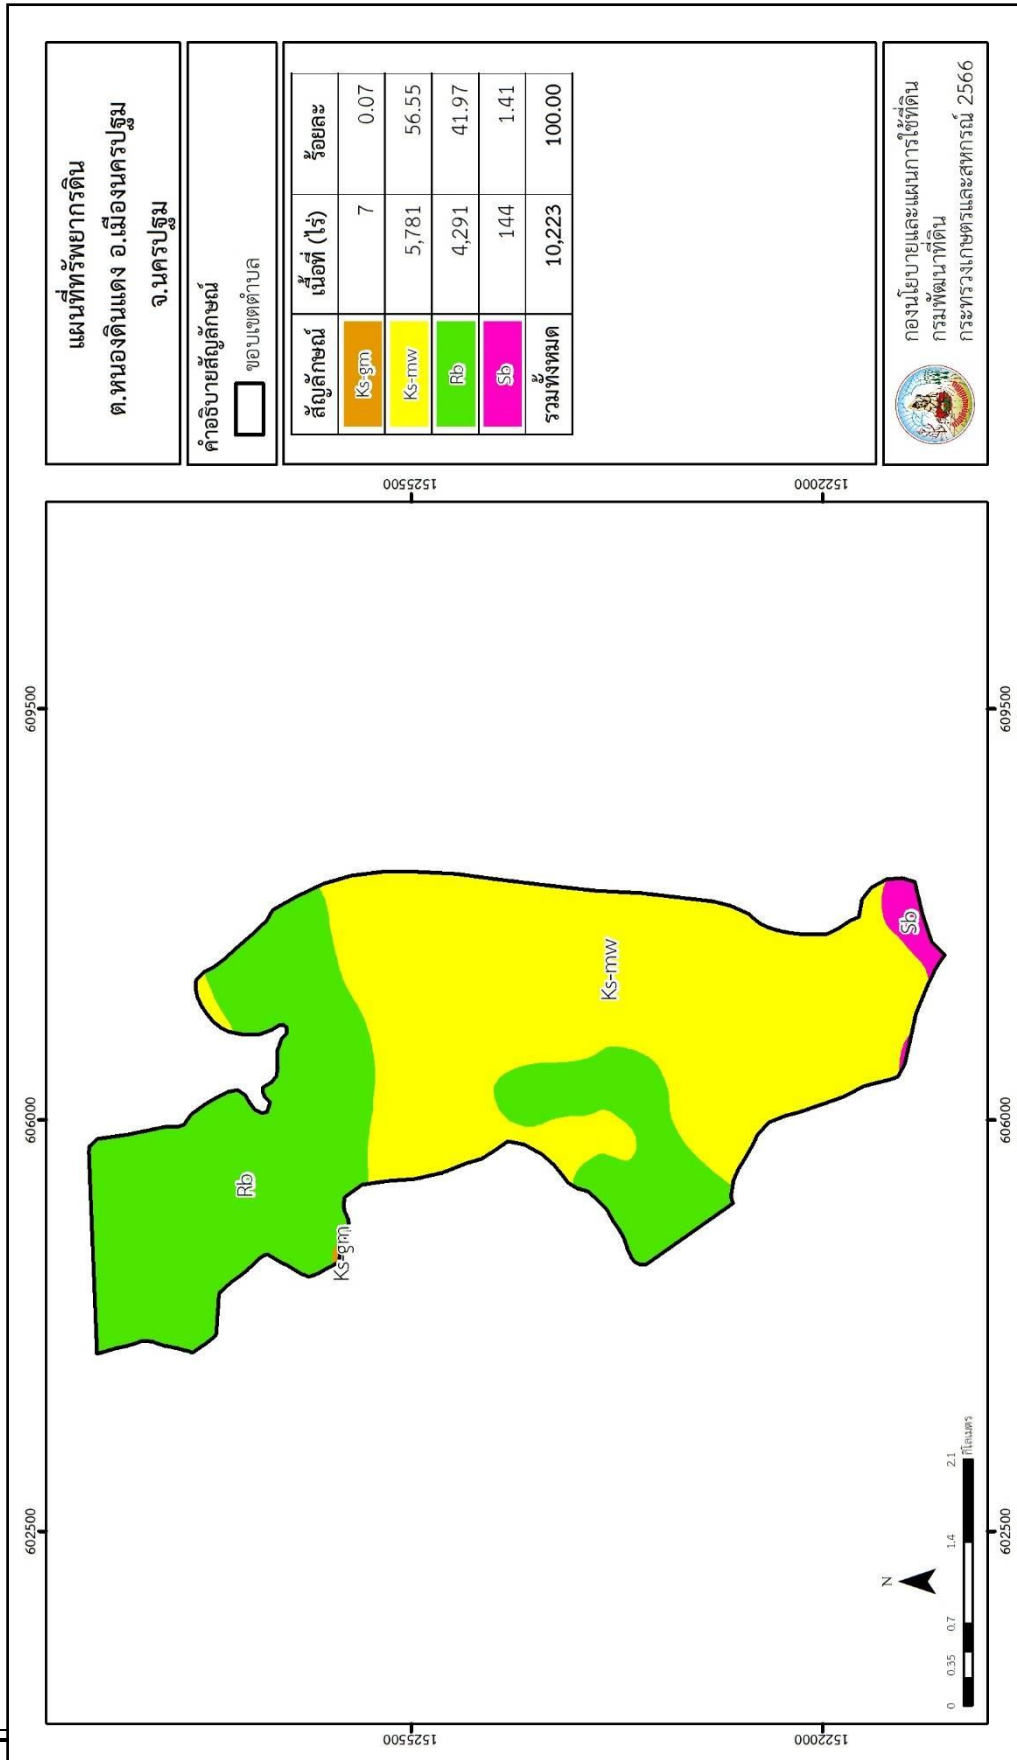 แผนที่ทรัพยากรดิน
ต.หนองดินแดง อ.เมืองนครปฐม
จ.นครปฐม
คำอธิบายสัญลักษณ์
ขอบเขตตำบล
สัญลักษณ์ เนื้อที่ (ไร่) ร้อยละ
Ks-gm 7 0.07
Ks-mw 5,781 56.55
Rb 4,291 41.97
Sb 144 1.41
รวมทั้งหมด 10,223 100.00
กองนโยบายและแผนการใช้ที่ดิน
กรมพัฒนาที่ดิน
กระทรวงเกษตรและสหกรณ์ 2566
602500 606000 609500
1525500 1525500
1522000 1522000
Rb
Ks-gm
Ks-mw
Sb
N
0 0.35 0.7 1.4 2.1
กิโลเมตร
602500 606000 609500